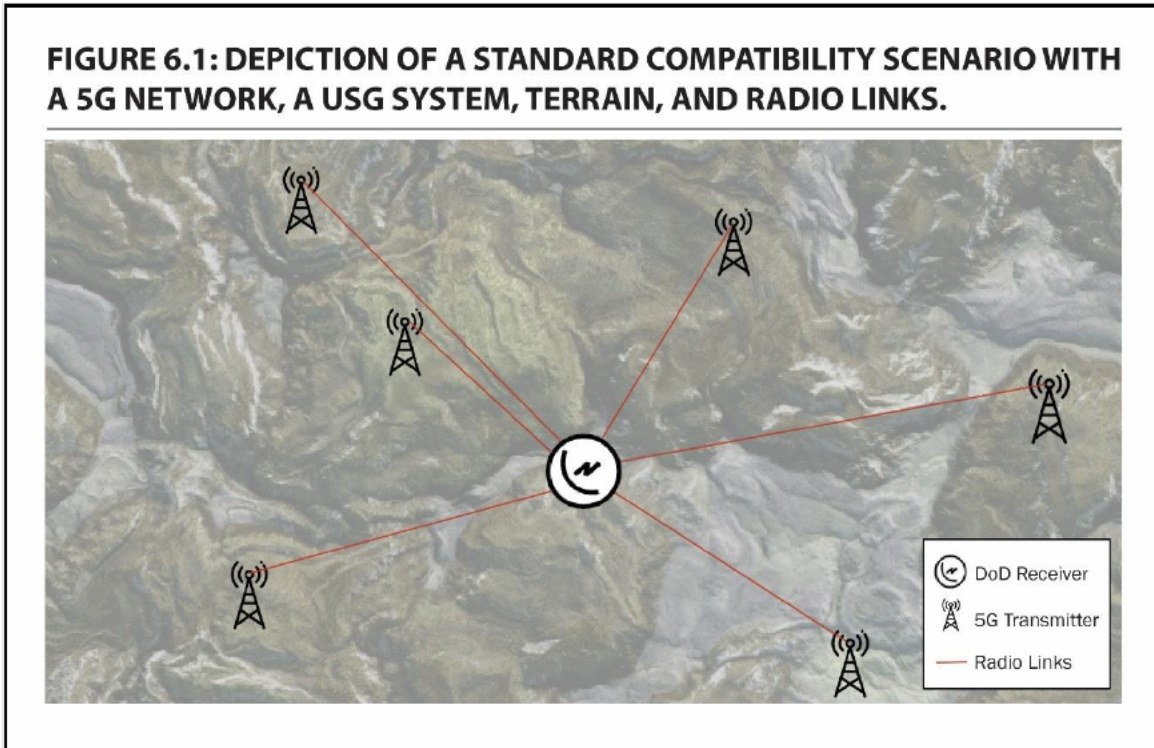 FIGURE 6.1: DEPICTION OF A STANDARD COMPATIBILITY SCENARIO WITH
A 5G NETWORK, A USG SYSTEM, TERRAIN, AND RADIO LINKS.
DoD Receiver
5G Transmitter
Radio Links